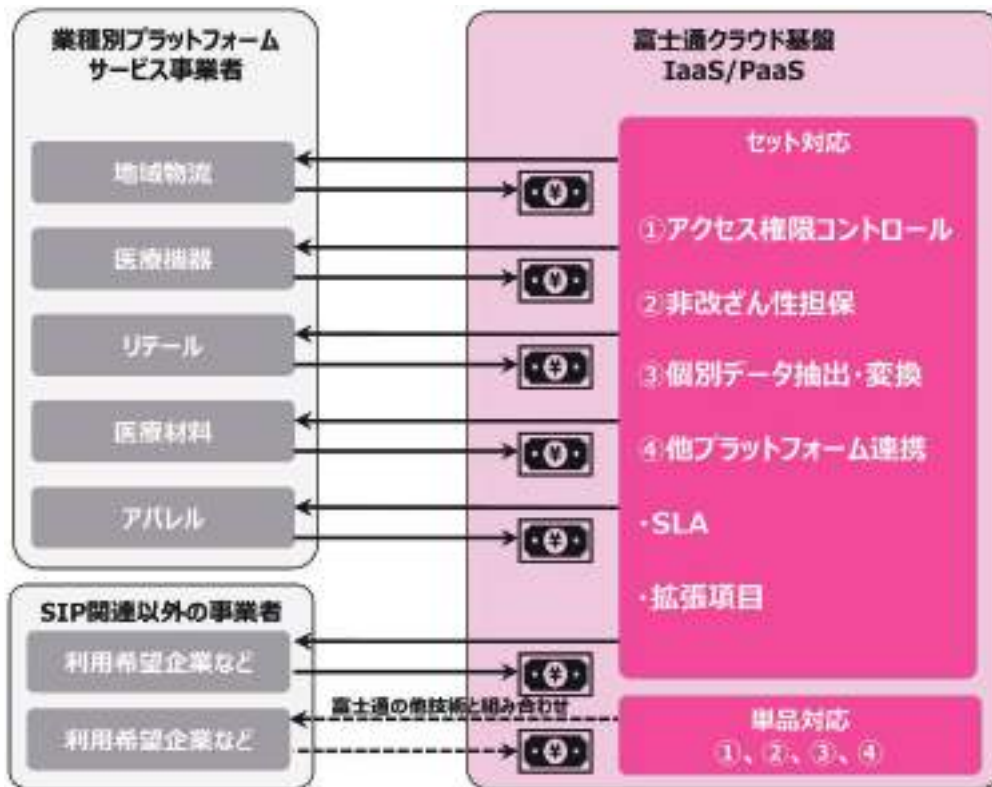 業種別プラットフォーム
サービス事業者
地域物流
医療機器
リテール
医療材料
アパレル
SIP関連以外の事業者
利用希望企業など
利用希望企業など
富士通の他技術と組み合わせ
富士通クラウド基盤
IaaS/PaaS
セット対応
①アクセス権限コントロール
②非改ざん性担保
③個別データ抽出・変換
④他プラットフォーム連携
・SLA
・拡張項目
単品対応
①、②、③、④
¥
¥
¥
¥
¥
¥
¥